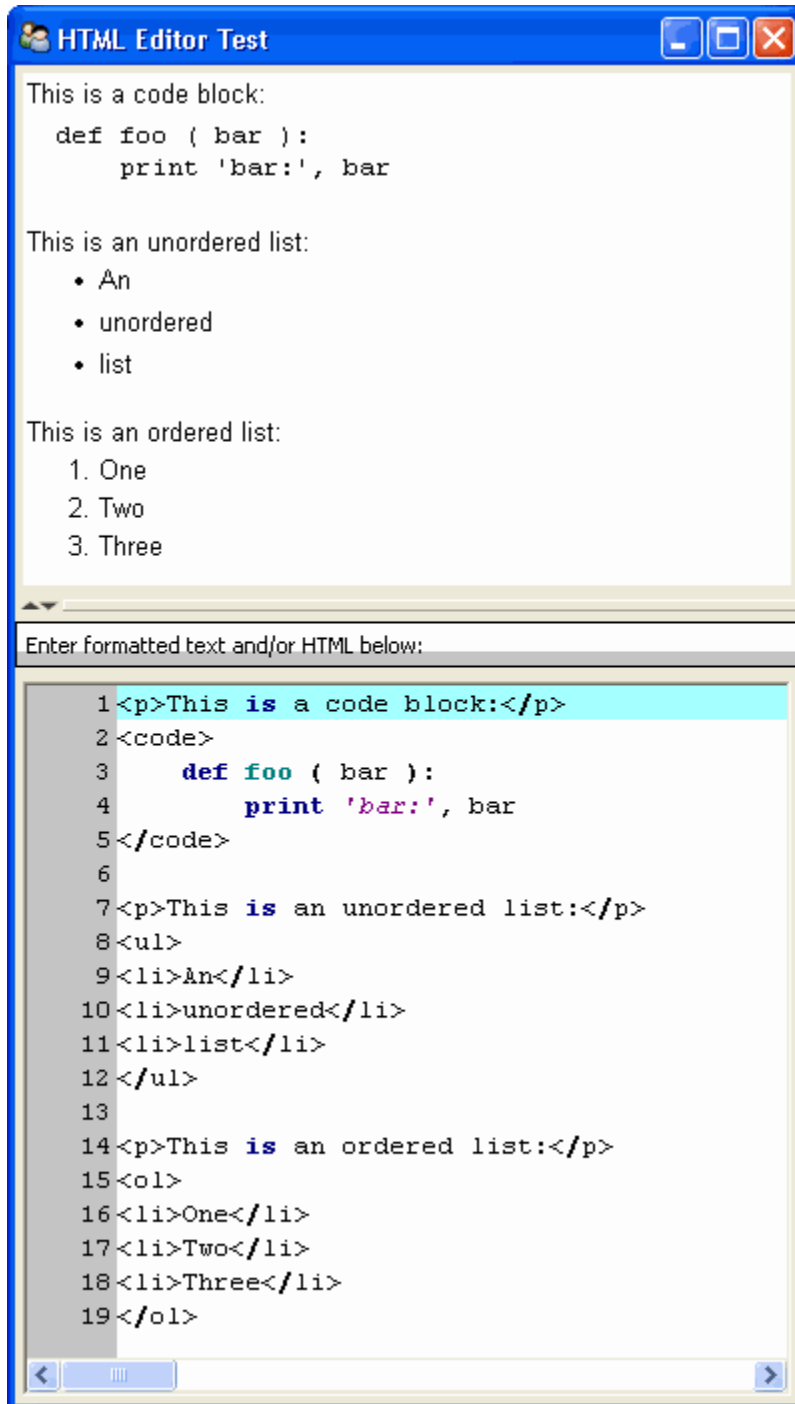 HTML Editor Test
This is a code block:
def foo ( bar ):
    print 'bar:', bar
This is an unordered list:
• An
• unordered
• list
This is an ordered list:
1. One
2. Two
3. Three
Enter formatted text and/or HTML below:
1 <p>This is a code block:</p>
2 <code>
3     def foo ( bar ):
4         print 'bar:', bar
5 </code>
6
7 <p>This is an unordered list:</p>
8 <ul>
9 <li>An</li>
10 <li>unordered</li>
11 <li>list</li>
12 </ul>
13
14 <p>This is an ordered list:</p>
15 <ol>
16 <li>One</li>
17 <li>Two</li>
18 <li>Three</li>
19 </ol>